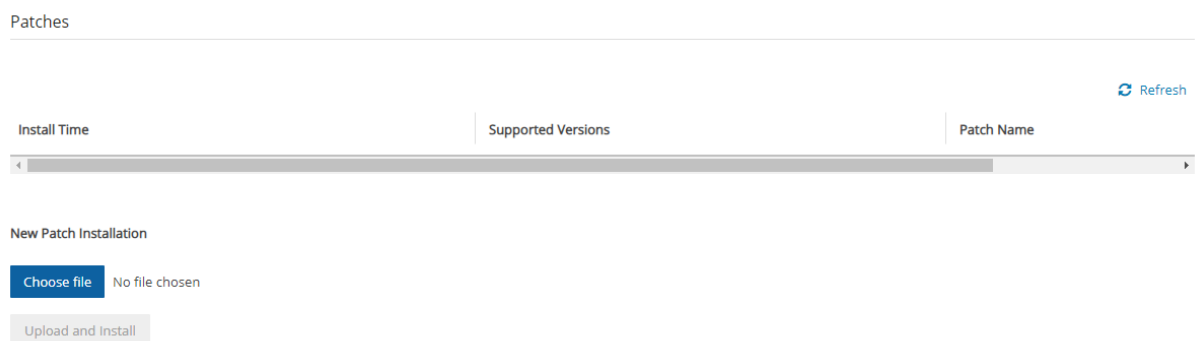 Patches
Refresh
Install Time Supported Versions Patch Name
New Patch Installation
Choose file No file chosen
Upload and Install